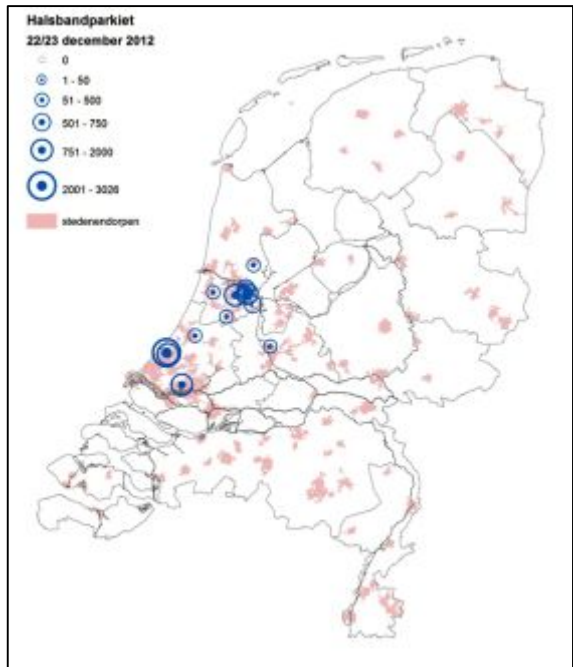 Halsbandparkiet
22/23 december 2012
0
1 - 50
51 - 500
501 - 750
751 - 2000
2001 - 3026
stedenendorpen